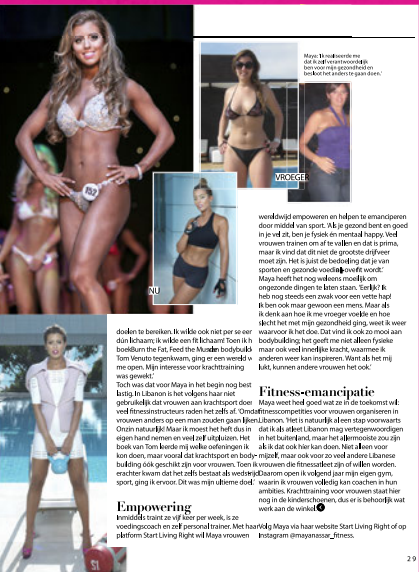 Maya: 'Ik realiseerde me
dat ik zelf verantwoordelijk
ben voor mijn gezondheid en
besloot het anders te gaan doen.'
152
VROEGER
NU
doelen te bereiken. Ik wilde ook niet per se eer
dún lichaam; ik wilde een fit lichaam! Toen ik h
boek Burn the Fat, Feed the Muscle van bodybuild
Tom Venuto tegenkwam, ging er een wereld v
me open. Mijn interesse voor krachttraining
was gewekt.'
Toch was dat voor Maya in het begin nog best
lastig. In Libanon is het volgens haar niet
gebruikelijk dat vrouwen aan krachtsport doen
veel fitnessinstructeurs raden het zelfs af. 'Omdat
vrouwen anders op een man zouden gaan lijken.
Onzin natuurlijk! Maar ik moest het heft dus in
eigen hand nemen en veel zelf uitpluizen. Het
boek van Tom leerde mij welke oefeningen ik
kon doen, maar vooral dat krachtsport en body-
building óók geschikt zijn voor vrouwen. Toen ik
erachter kwam dat het zelfs bestaat als wedstrijd
sport, ging ik ervoor. Dit was mijn ultieme doel.'
Empowering
Inmiddels traint ze vijf keer per week, is ze
voedingscoach en zelf personal trainer. Met haar
platform Start Living Right wil Maya vrouwen
wereldwijd empoweren en helpen te emanciperen
door middel van sport. 'Als je gezond bent en goed
in je vel zit, ben je fysiek én mentaal happy. Veel
vrouwen trainen om af te vallen en dat is prima,
maar ik vind dat dit niet de grootste drijfveer
moet zijn. Het is juist de bedoeling dat je van
sporten en gezonde voeding fit wordt.'
Maya heeft het nog weleens moeilijk om
ongezonde dingen te laten staan. 'Eerlijk? Ik
heb nog steeds een zwak voor een vette hap!
Ik ben ook maar gewoon een mens. Maar als
ik denk aan hoe ik me vroeger voelde en hoe
slecht het met mijn gezondheid ging, weet ik weer
waarvoor ik het doe. Dat vind ik ook zo mooi aan
bodybuilding; het geeft me niet alleen fysieke
maar ook veel innerlijke kracht, waarmee ik
anderen weer kan inspireren. Want als het mij
lukt, kunnen andere vrouwen het ook.'
Fitness-emancipatie
Maya weet heel goed wat ze in de toekomst wil:
fitnesscompetities voor vrouwen organiseren in
Libanon. 'Het is natuurlijk al een stap voorwaarts
dat ik als atleet Libanon mag vertegenwoordigen
in het buitenland, maar het allermooiste zou zijn
als ik dat ook hier kan doen. Niet alleen voor
mijzelf, maar ook voor zo veel andere Libanese
vrouwen die fitnessatleet zijn of willen worden.
Daarom open ik volgend jaar mijn eigen gym,
waarin ik vrouwen volledig kan coachen in hun
ambities. Krachttraining voor vrouwen staat hier
nog in de kinderschoenen, dus er is behoorlijk wat
werk aan de winkel.'
Volg Maya via haar website Start Living Right of op
Instagram @mayanassar_fitness.
29